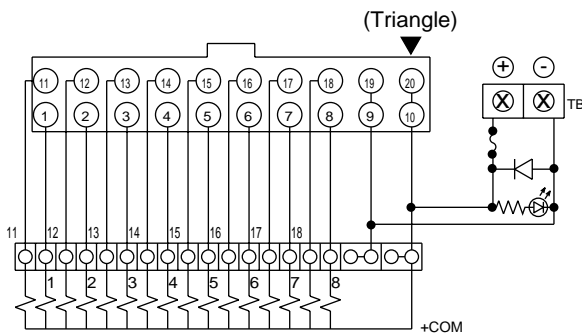 (Triangle)
+ -
11 12 13 14 15 16 17 18 19 20
1 2 3 4 5 6 7 8 9 10
X X TB
11 12 13 14 15 16 17 18
1 2 3 4 5 6 7 8
+COM